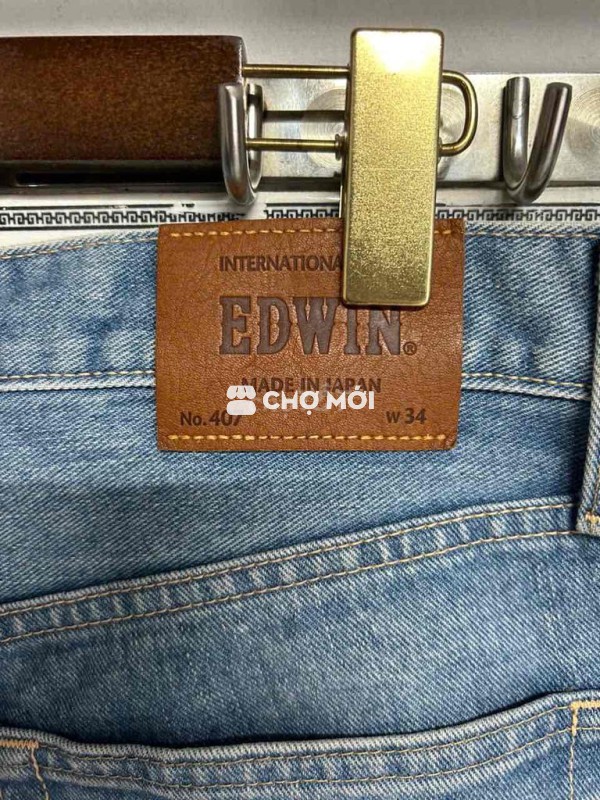 INTERNATIONA
EDWIN®
MADE IN JAPAN
CHỢ MỚI
No. 407 W 34